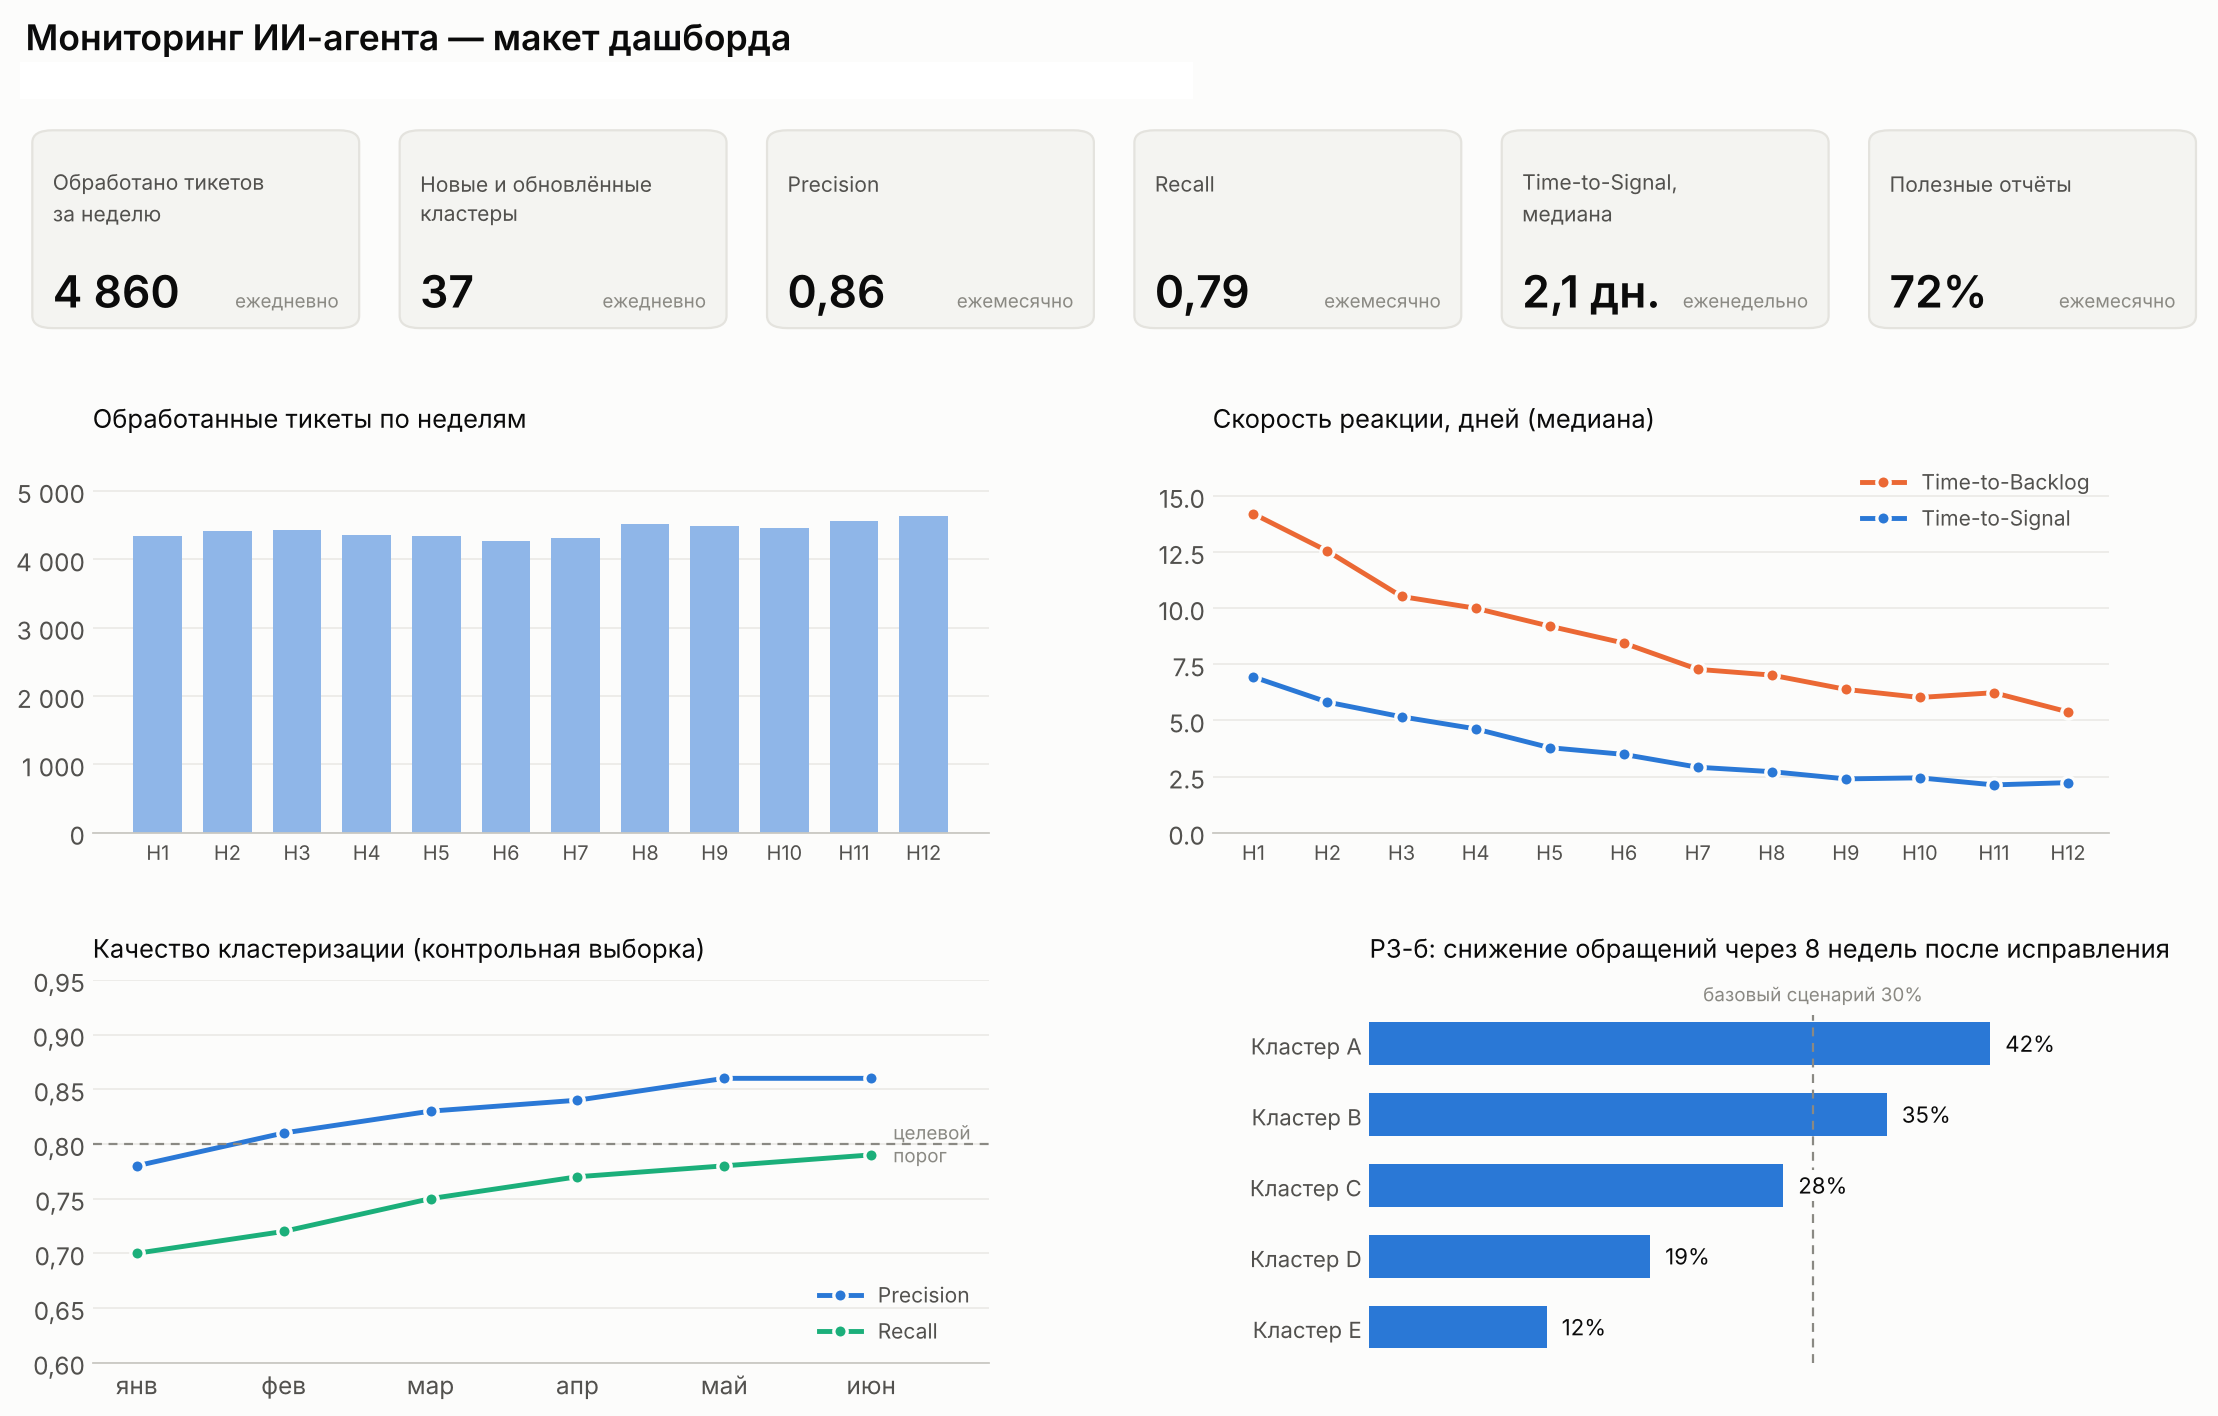 Мониторинг ИИ-агента — макет дашборда
Обработано тикетов
за неделю
4 860
ежедневно
Новые и обновлённые
кластеры
37
ежедневно
Precision
0,86
ежемесячно
Recall
0,79
ежемесячно
Time-to-Signal,
медиана
2,1 дн.
еженедельно
Полезные отчёты
72%
ежемесячно
Обработанные тикеты по неделям
5 000
4 000
3 000
2 000
1 000
0
Н1 Н2 Н3 Н4 Н5 Н6 Н7 Н8 Н9 Н10 Н11 Н12
Скорость реакции, дней (медиана)
Time-to-Backlog
Time-to-Signal
15.0
12.5
10.0
7.5
5.0
2.5
0.0
Н1 Н2 Н3 Н4 Н5 Н6 Н7 Н8 Н9 Н10 Н11 Н12
Качество кластеризации (контрольная выборка)
0,95
0,90
0,85
0,80
0,75
0,70
0,65
0,60
целевой
порог
Precision
Recall
янв фев мар апр май июн
Р3-б: снижение обращений через 8 недель после исправления
базовый сценарий 30%
Кластер A 42%
Кластер B 35%
Кластер C 28%
Кластер D 19%
Кластер E 12%